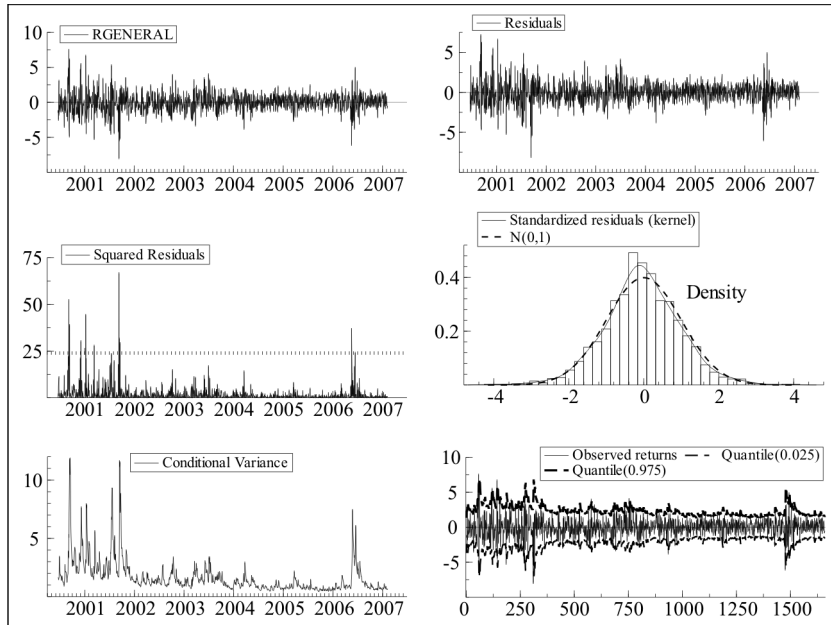 RGENERAL
10
5
0
-5
2001 2002 2003 2004 2005 2006 2007
Residuals
5
0
-5
2001 2002 2003 2004 2005 2006 2007
Squared Residuals
75
50
25
2001 2002 2003 2004 2005 2006 2007
Standardized residuals (kernel)
N(0,1)
Density
0.4
0.2
-2 0 2 4
Conditional Variance
10
5
2001 2002 2003 2004 2005 2006 2007
Observed returns Quantile(0.025)
Quantile(0.975)
10
5
0
-5
0 250 500 750 1000 1250 1500